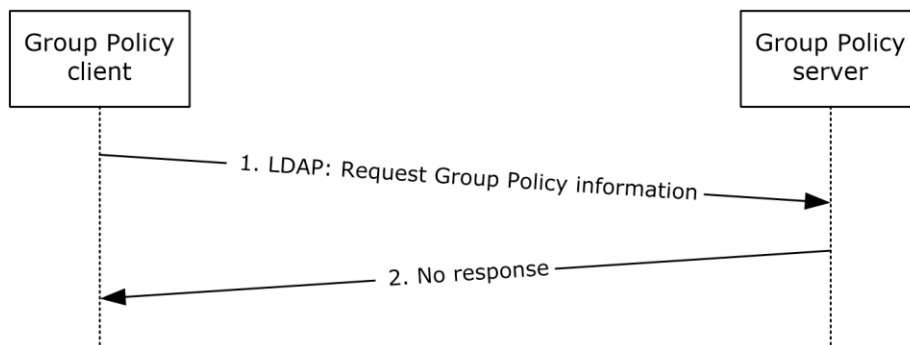 Group Policy
client
Group Policy
server
1. LDAP: Request Group Policy information
2. No response